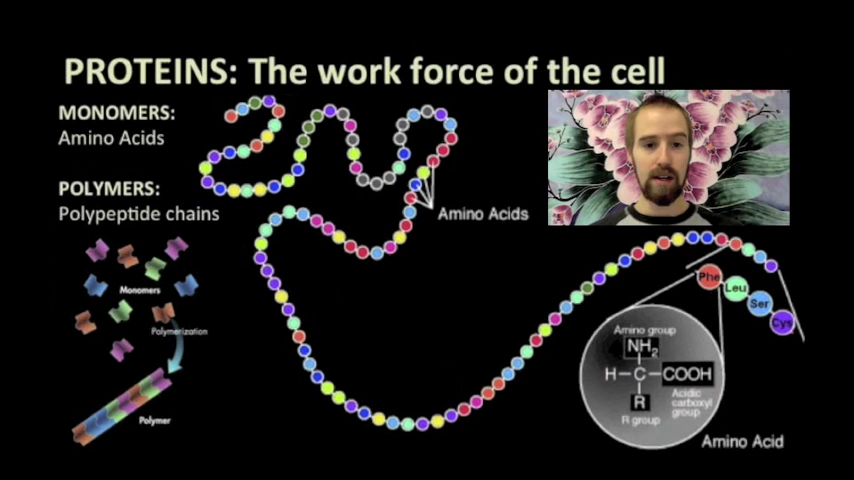 PROTEINS: The work force of the cell
MONOMERS:
Amino Acids
POLYMERS:
Polypeptide chains
Amino Acids
Monomers
Polymerization
Polymer
Phe
Leu
Ser
Cys
Amino group
NH2
H–C–COOH
R
Acidic
carboxyl
group
R group
Amino Acid